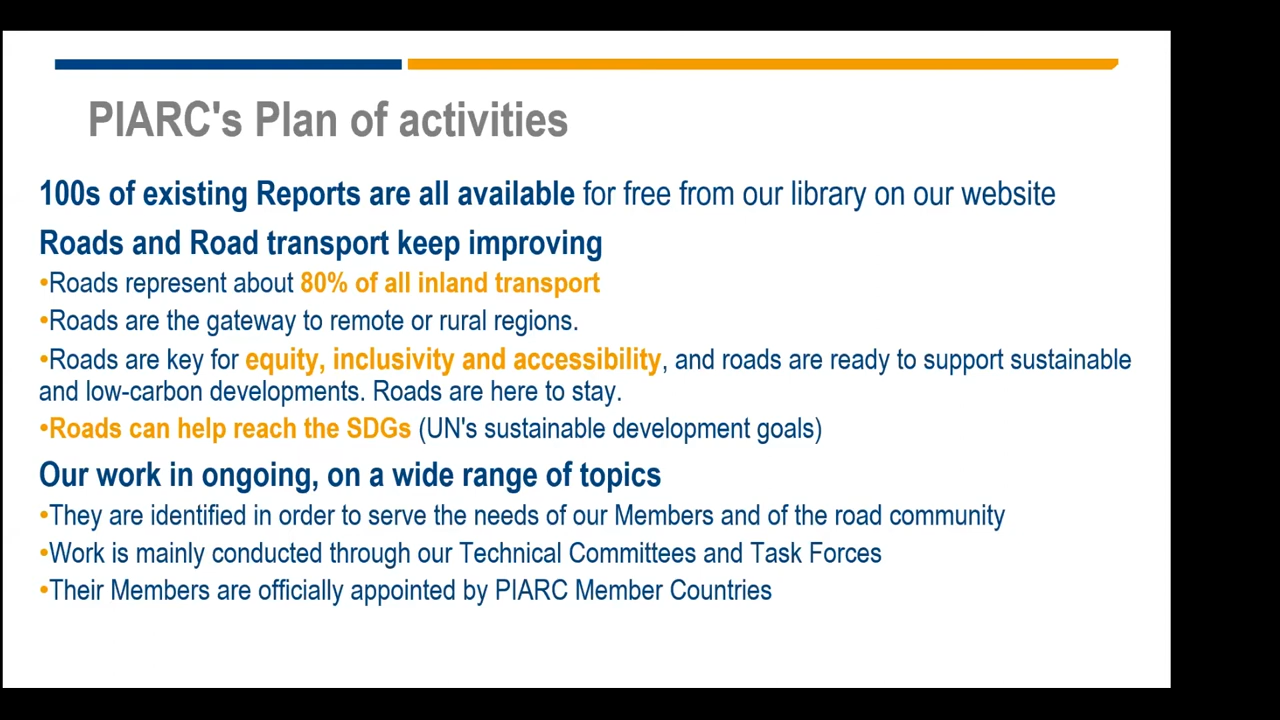 PIARC's Plan of activities
100s of existing Reports are all available for free from our library on our website
Roads and Road transport keep improving
•Roads represent about 80% of all inland transport
•Roads are the gateway to remote or rural regions.
•Roads are key for equity, inclusivity and accessibility, and roads are ready to support sustainable
and low-carbon developments. Roads are here to stay.
•Roads can help reach the SDGs (UN's sustainable development goals)
Our work in ongoing, on a wide range of topics
•They are identified in order to serve the needs of our Members and of the road community
•Work is mainly conducted through our Technical Committees and Task Forces
•Their Members are officially appointed by PIARC Member Countries